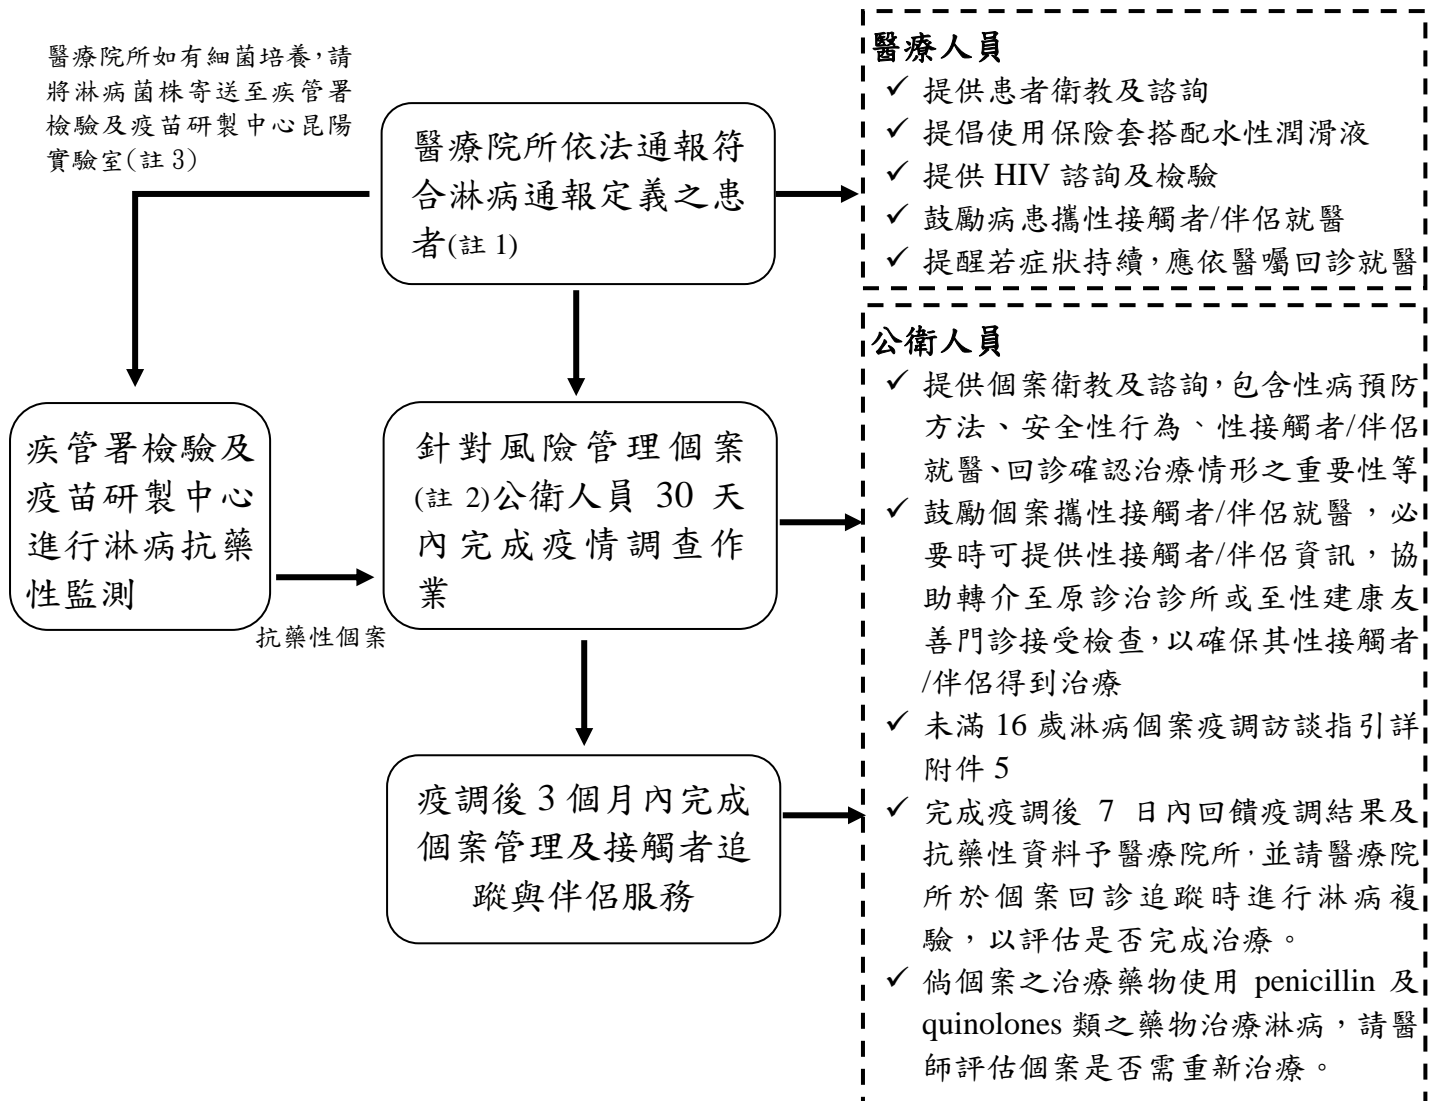 醫療院所如有細菌培養，請
將淋病菌株寄送至疾管署
檢驗及疫苗研製中心昆陽
實驗室(註 3)
醫療院所依法通報符
合淋病通報定義之患
者(註 1)
醫療人員
✓ 提供患者衛教及諮詢
✓ 提倡使用保險套搭配水性潤滑液
✓ 提供 HIV 諮詢及檢驗
✓ 鼓勵病患攜性接觸者/伴侶就醫
✓ 提醒若症狀持續，應依醫囑回診就醫
疾管署檢驗及
疫苗研製中心
進行淋病抗藥
性監測
抗藥性個案
針對風險管理個案
(註 2)公衛人員 30 天
內完成疫情調查作
業
疫調後 3 個月內完成
個案管理及接觸者追
蹤與伴侶服務
公衛人員
✓ 提供個案衛教及諮詢，包含性病預防
方法、安全性行為、性接觸者/伴侶
就醫、回診確認治療情形之重要性等
✓ 鼓勵個案攜性接觸者/伴侶就醫，必
要時可提供性接觸者/伴侶資訊，協
助轉介至原診治診所或至性健康友
善門診接受檢查，以確保其性接觸者
/伴侶得到治療
✓ 未滿 16 歲淋病個案疫調訪談指引詳
附件 5
✓ 完成疫調後 7 日內回饋疫調結果及
抗藥性資料予醫療院所，並請醫療院
所於個案回診追蹤時進行淋病複
驗，以評估是否完成治療。
✓ 倘個案之治療藥物使用 penicillin 及
quinolones 類之藥物治療淋病，請醫
師評估個案是否需重新治療。